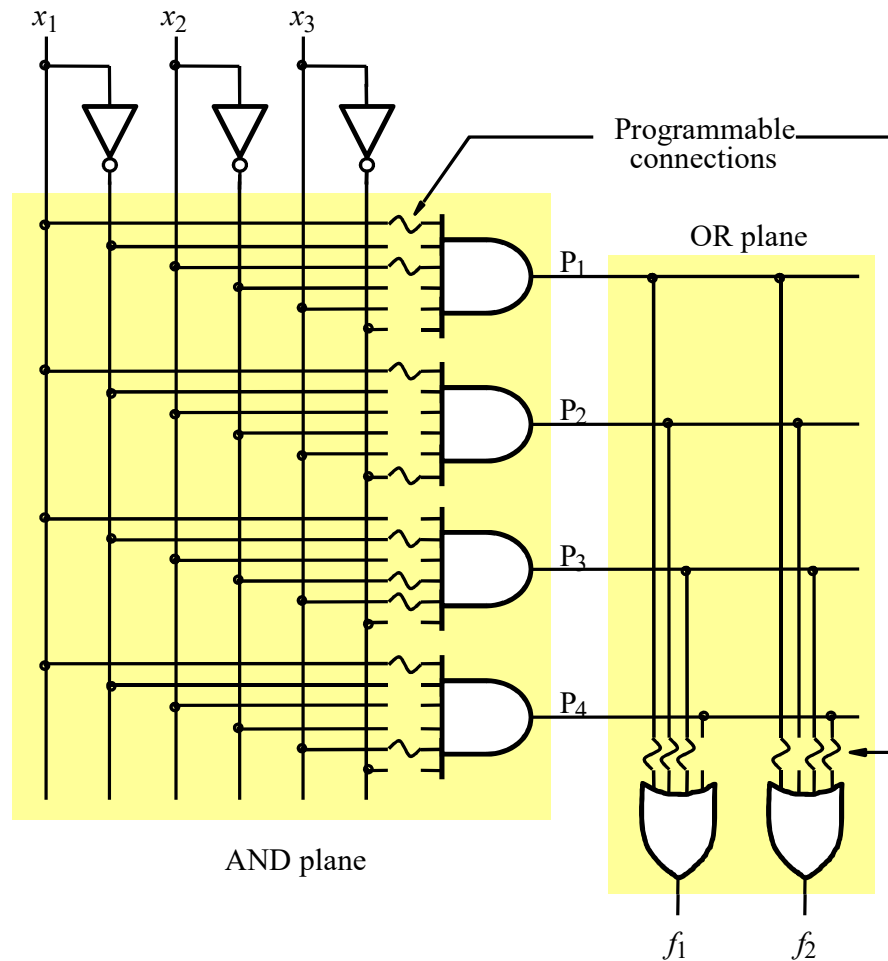 x1 x2 x3
Programmable
connections
OR plane
P1
P2
P3
P4
AND plane
f1 f2